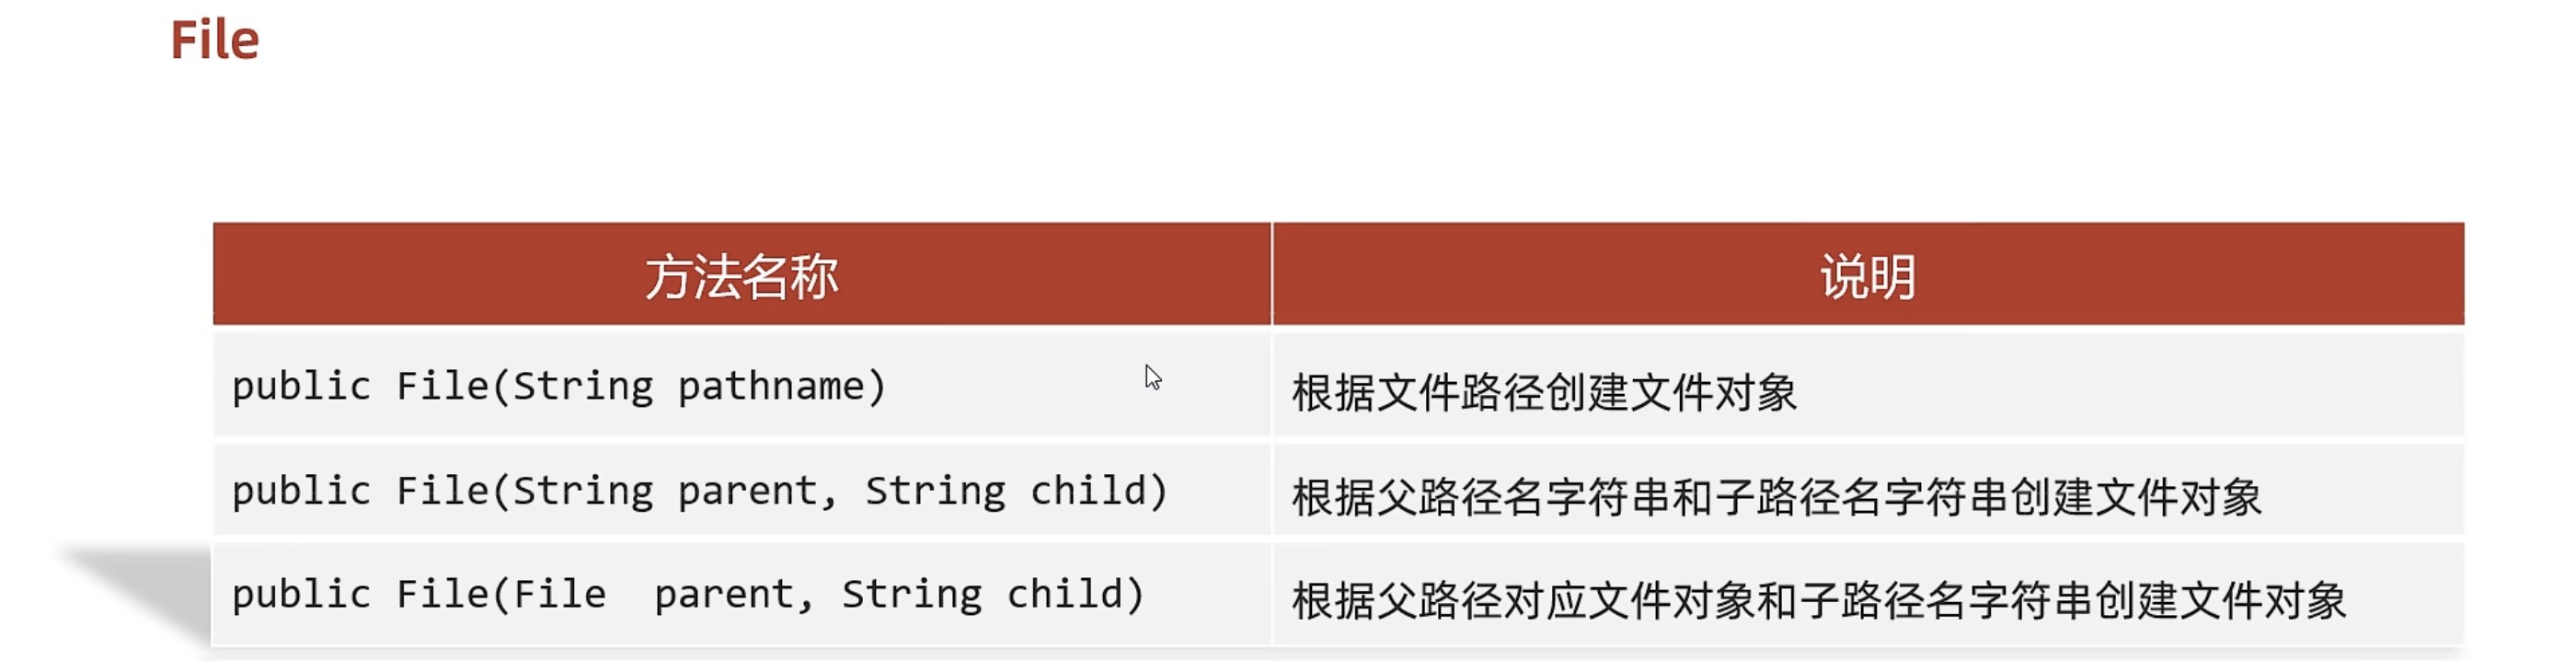 File
方法名称 说明
public File(String pathname) 根据文件路径创建文件对象
public File(String parent, String child) 根据父路径名字符串和子路径名字符串创建文件对象
public File(File  parent, String child) 根据父路径对应文件对象和子路径名字符串创建文件对象